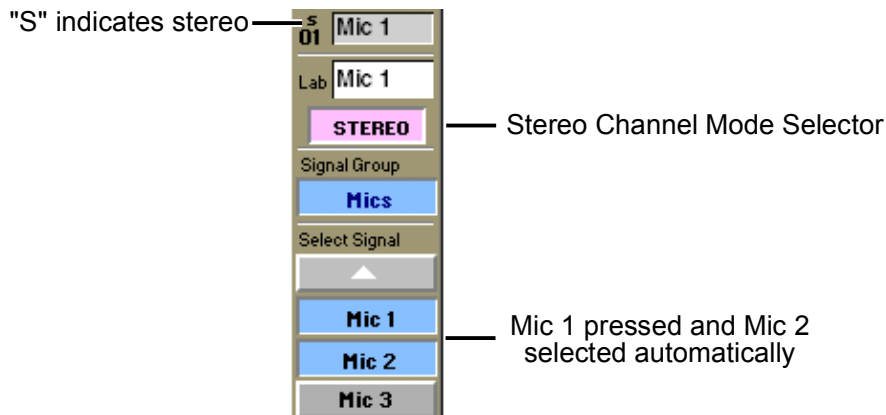 "S" indicates stereo
S
01 Mic 1
Lab Mic 1
STEREO
Stereo Channel Mode Selector
Signal Group
Mics
Select Signal
Mic 1
Mic 2
Mic 1 pressed and Mic 2
selected automatically
Mic 3